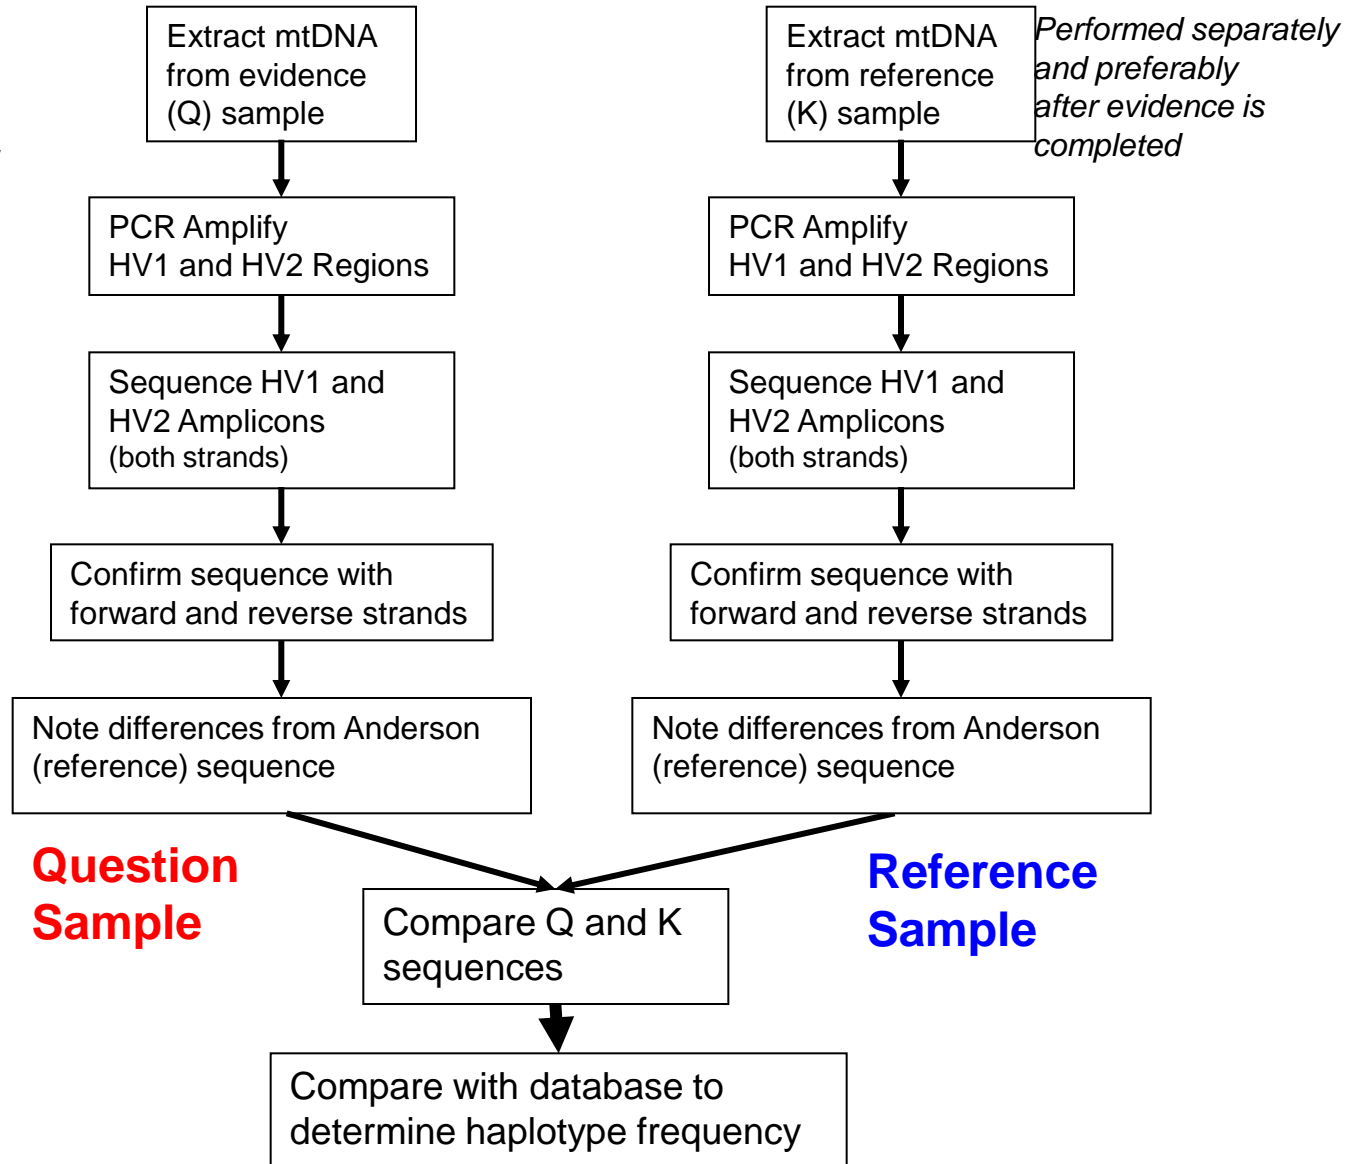 Extract mtDNA
from evidence
(Q) sample
PCR Amplify
HV1 and HV2 Regions
Sequence HV1 and
HV2 Amplicons
(both strands)
Confirm sequence with
forward and reverse strands
Note differences from Anderson
(reference) sequence
Question
Sample
Extract mtDNA
from reference
(K) sample
Performed separately
and preferably
after evidence is
completed
PCR Amplify
HV1 and HV2 Regions
Sequence HV1 and
HV2 Amplicons
(both strands)
Confirm sequence with
forward and reverse strands
Note differences from Anderson
(reference) sequence
Reference
Sample
Compare Q and K
sequences
Compare with database to
determine haplotype frequency